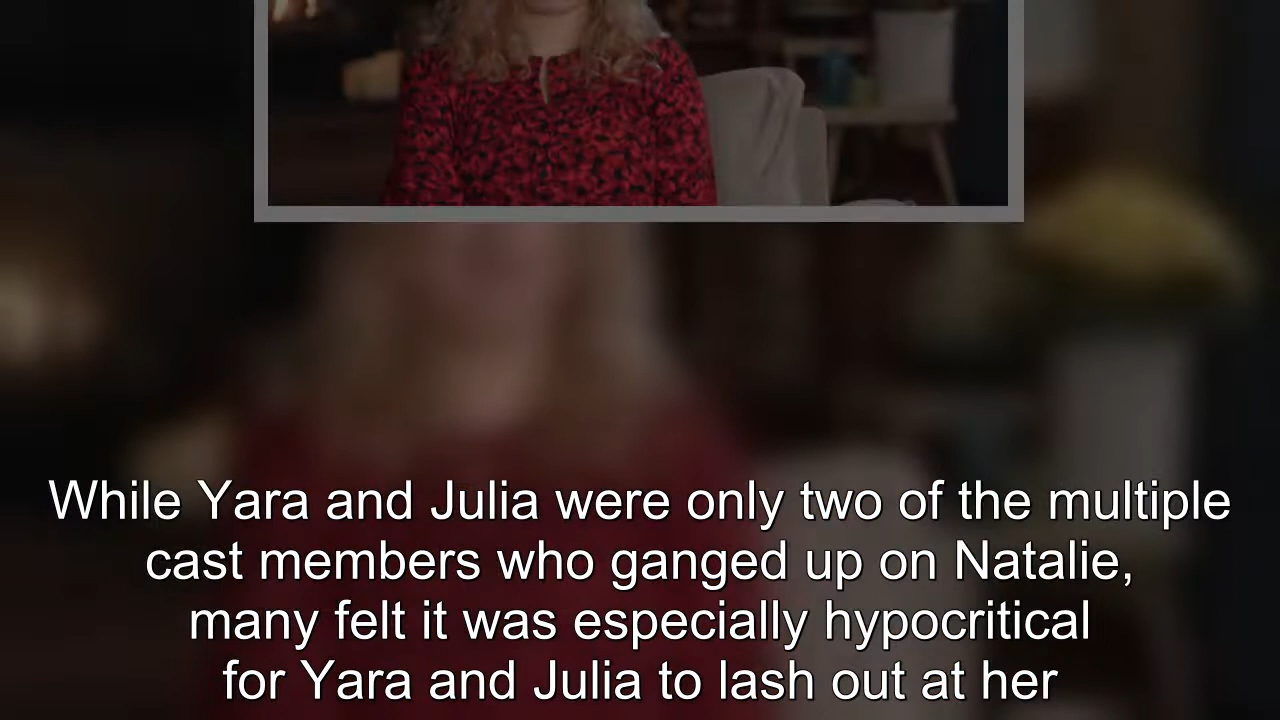 While Yara and Julia were only two of the multiple
cast members who ganged up on Natalie,
many felt it was especially hypocritical
for Yara and Julia to lash out at her